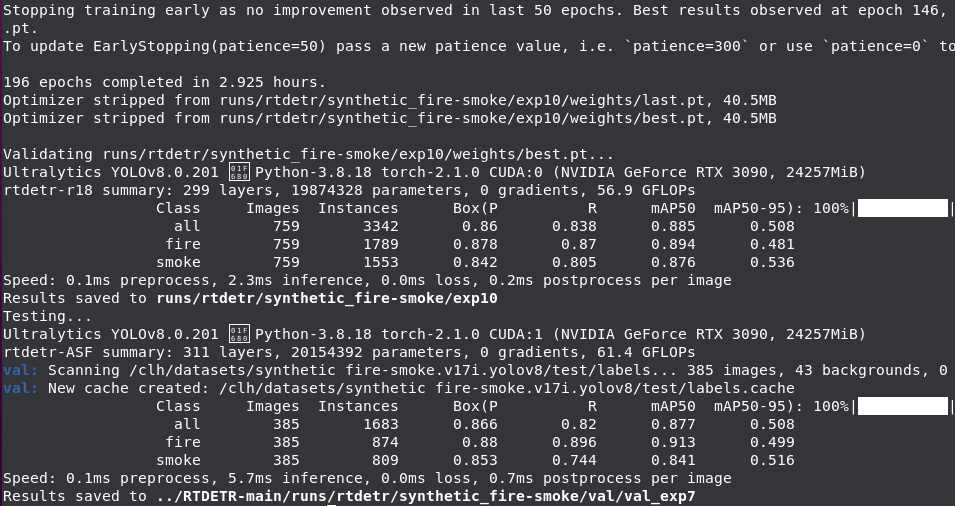 Stopping training early as no improvement observed in last 50 epochs. Best results observed at epoch 146,
.pt.
To update EarlyStopping(patience=50) pass a new patience value, i.e. `patience=300` or use `patience=0` to
196 epochs completed in 2.925 hours.
Optimizer stripped from runs/rtdetr/synthetic_fire-smoke/exp10/weights/last.pt, 40.5MB
Optimizer stripped from runs/rtdetr/synthetic_fire-smoke/exp10/weights/best.pt, 40.5MB
Validating runs/rtdetr/synthetic_fire-smoke/exp10/weights/best.pt...
Ultralytics YOLOv8.0.201 01F680 Python-3.8.18 torch-2.1.0 CUDA:0 (NVIDIA GeForce RTX 3090, 24257MiB)
rtdetr-r18 summary: 299 layers, 19874328 parameters, 0 gradients, 56.9 GFLOPs
Class Images Instances Box(P R mAP50 mAP50-95): 100%|
all 759 3342 0.86 0.838 0.885 0.508
fire 759 1789 0.878 0.87 0.894 0.481
smoke 759 1553 0.842 0.805 0.876 0.536
Speed: 0.1ms preprocess, 2.3ms inference, 0.0ms loss, 0.2ms postprocess per image
Results saved to runs/rtdetr/synthetic_fire-smoke/exp10
Testing...
Ultralytics YOLOv8.0.201 01F680 Python-3.8.18 torch-2.1.0 CUDA:1 (NVIDIA GeForce RTX 3090, 24257MiB)
rtdetr-ASF summary: 311 layers, 20154392 parameters, 0 gradients, 61.4 GFLOPs
val: Scanning /clh/datasets/synthetic fire-smoke.v17i.yolov8/test/labels... 385 images, 43 backgrounds, 0
val: New cache created: /clh/datasets/synthetic fire-smoke.v17i.yolov8/test/labels.cache
Class Images Instances Box(P R mAP50 mAP50-95): 100%|
all 385 1683 0.866 0.82 0.877 0.508
fire 385 874 0.88 0.896 0.913 0.499
smoke 385 809 0.853 0.744 0.841 0.516
Speed: 0.1ms preprocess, 5.7ms inference, 0.0ms loss, 0.7ms postprocess per image
Results saved to ../RTDETR-main/runs/rtdetr/synthetic_fire-smoke/val/val_exp7